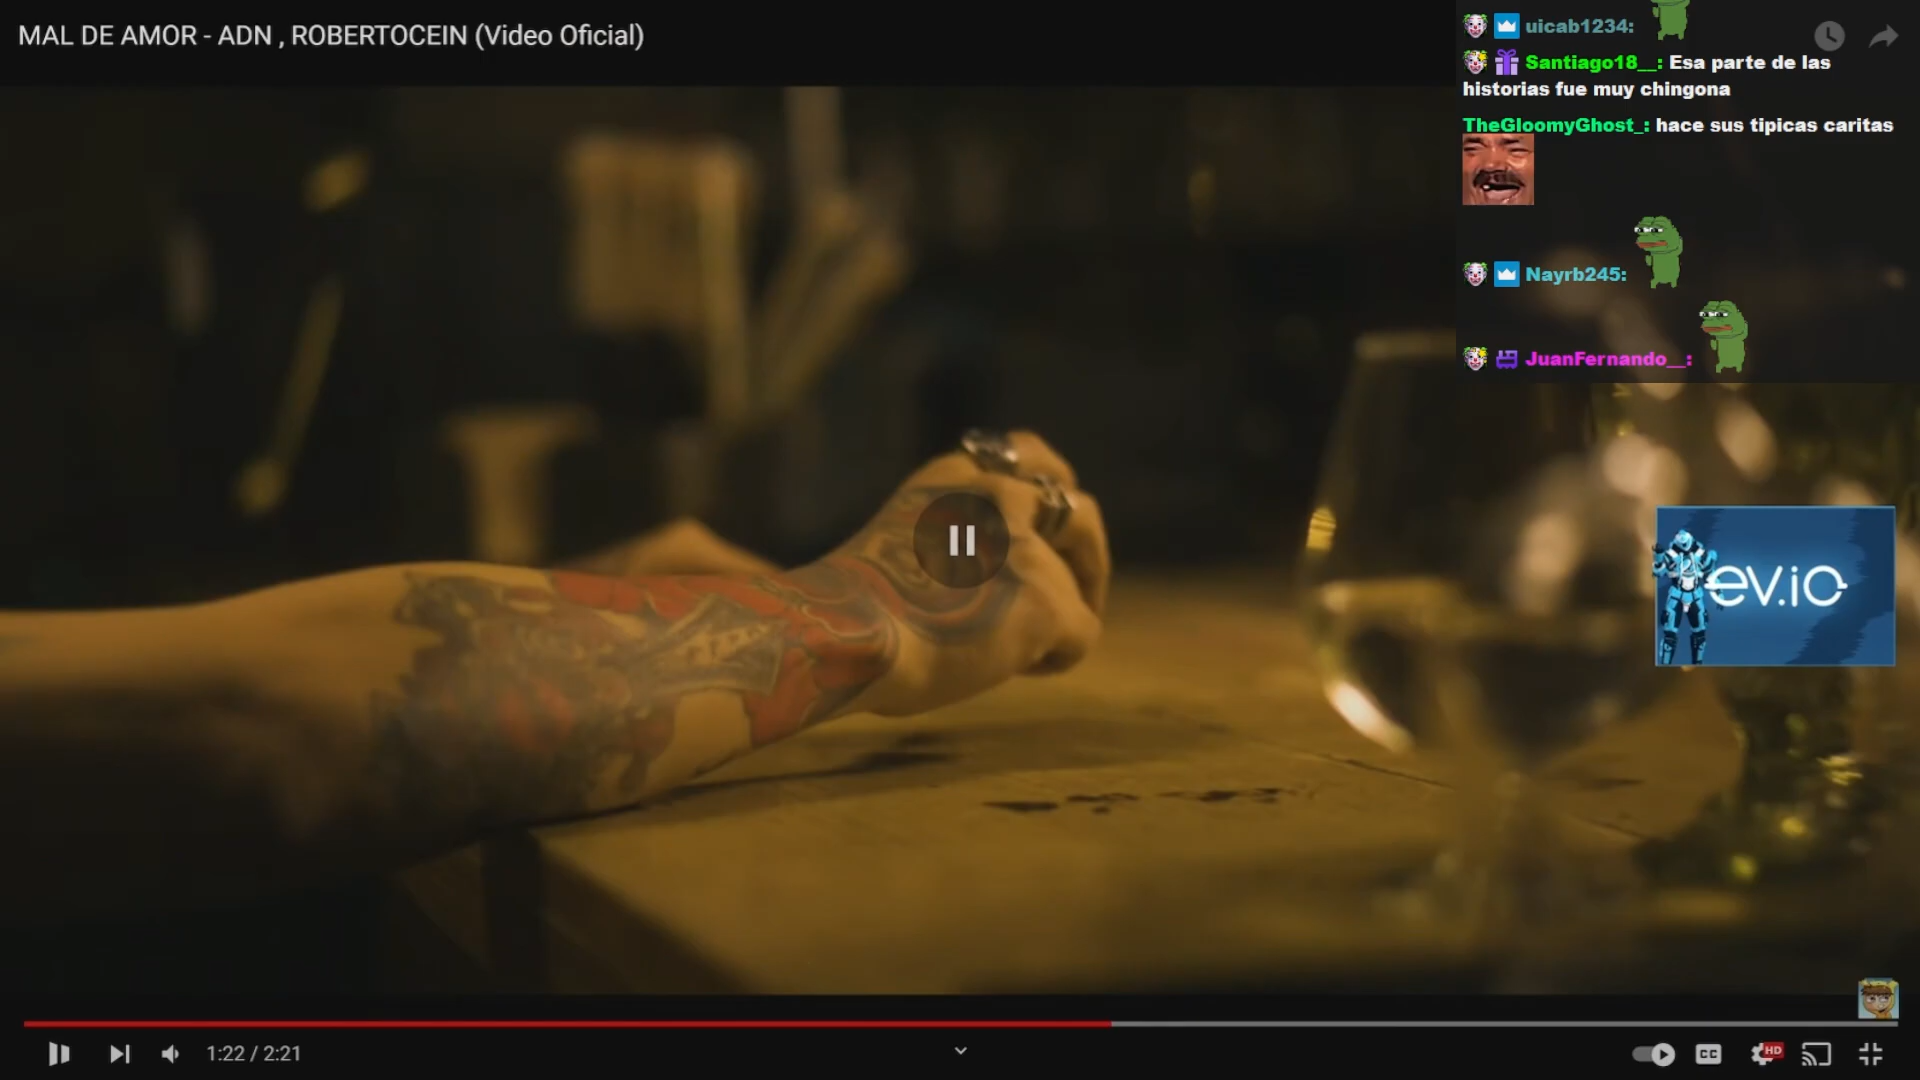 MAL DE AMOR - ADN , ROBERTOCEIN (Video Oficial)
uicab1234:
Santiago18__: Esa parte de las
historias fue muy chingona
TheGloomyGhost_: hace sus tipicas caritas
Nayrb245:
JuanFernando__:
ev.io
1:22 / 2:21
CC
HD